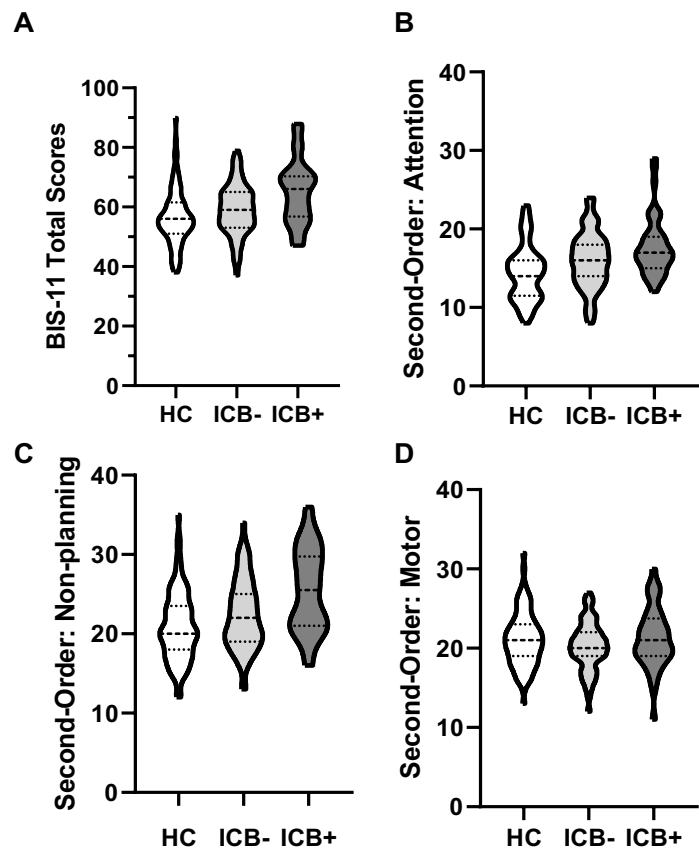 A
BIS-11 Total Scores
100
80
60
40
20
0
HC ICB- ICB+
B
Second-Order: Attention
40
30
20
10
0
HC ICB- ICB+
C
Second-Order: Non-planning
40
30
20
10
0
HC ICB- ICB+
D
Second-Order: Motor
40
30
20
10
0
HC ICB- ICB+